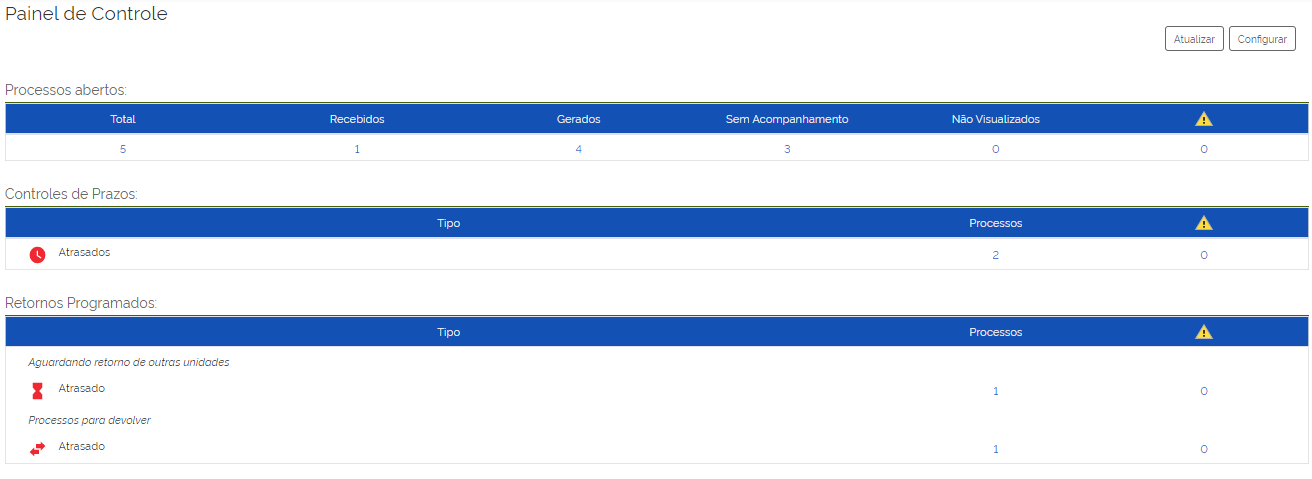 Painel de Controle
Atualizar Configurar
Processos abertos:
Total Recebidos Gerados Sem Acompanhamento Não Visualizados
5 1 4 3 0 0
Controles de Prazos:
Tipo Processos
Atrasados 2 0
Retornos Programados:
Tipo Processos
Aguardando retorno de outras unidades
Atrasado 1 0
Processos para devolver
Atrasado 1 0